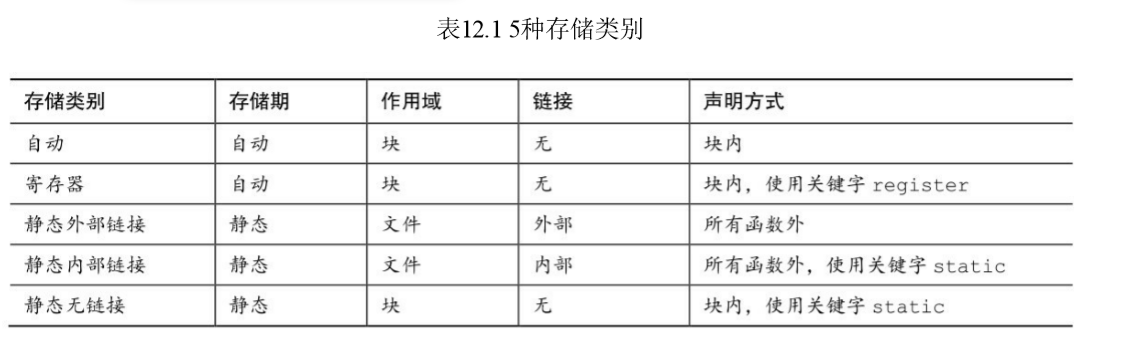 表12.1 5种存储类别
存储类别 存储期 作用域 链接 声明方式
自动 自动 块 无 块内
寄存器 自动 块 无 块内，使用关键字 register
静态外部链接 静态 文件 外部 所有函数外
静态内部链接 静态 文件 内部 所有函数外，使用关键字 static
静态无链接 静态 块 无 块内，使用关键字 static